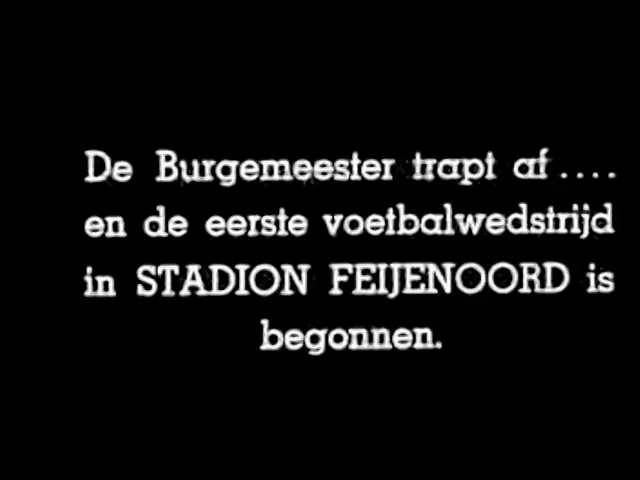 De Burgemeester trapt af....
en de eerste voetbalwedstrijd
in STADION FEIJENOORD is
begonnen.